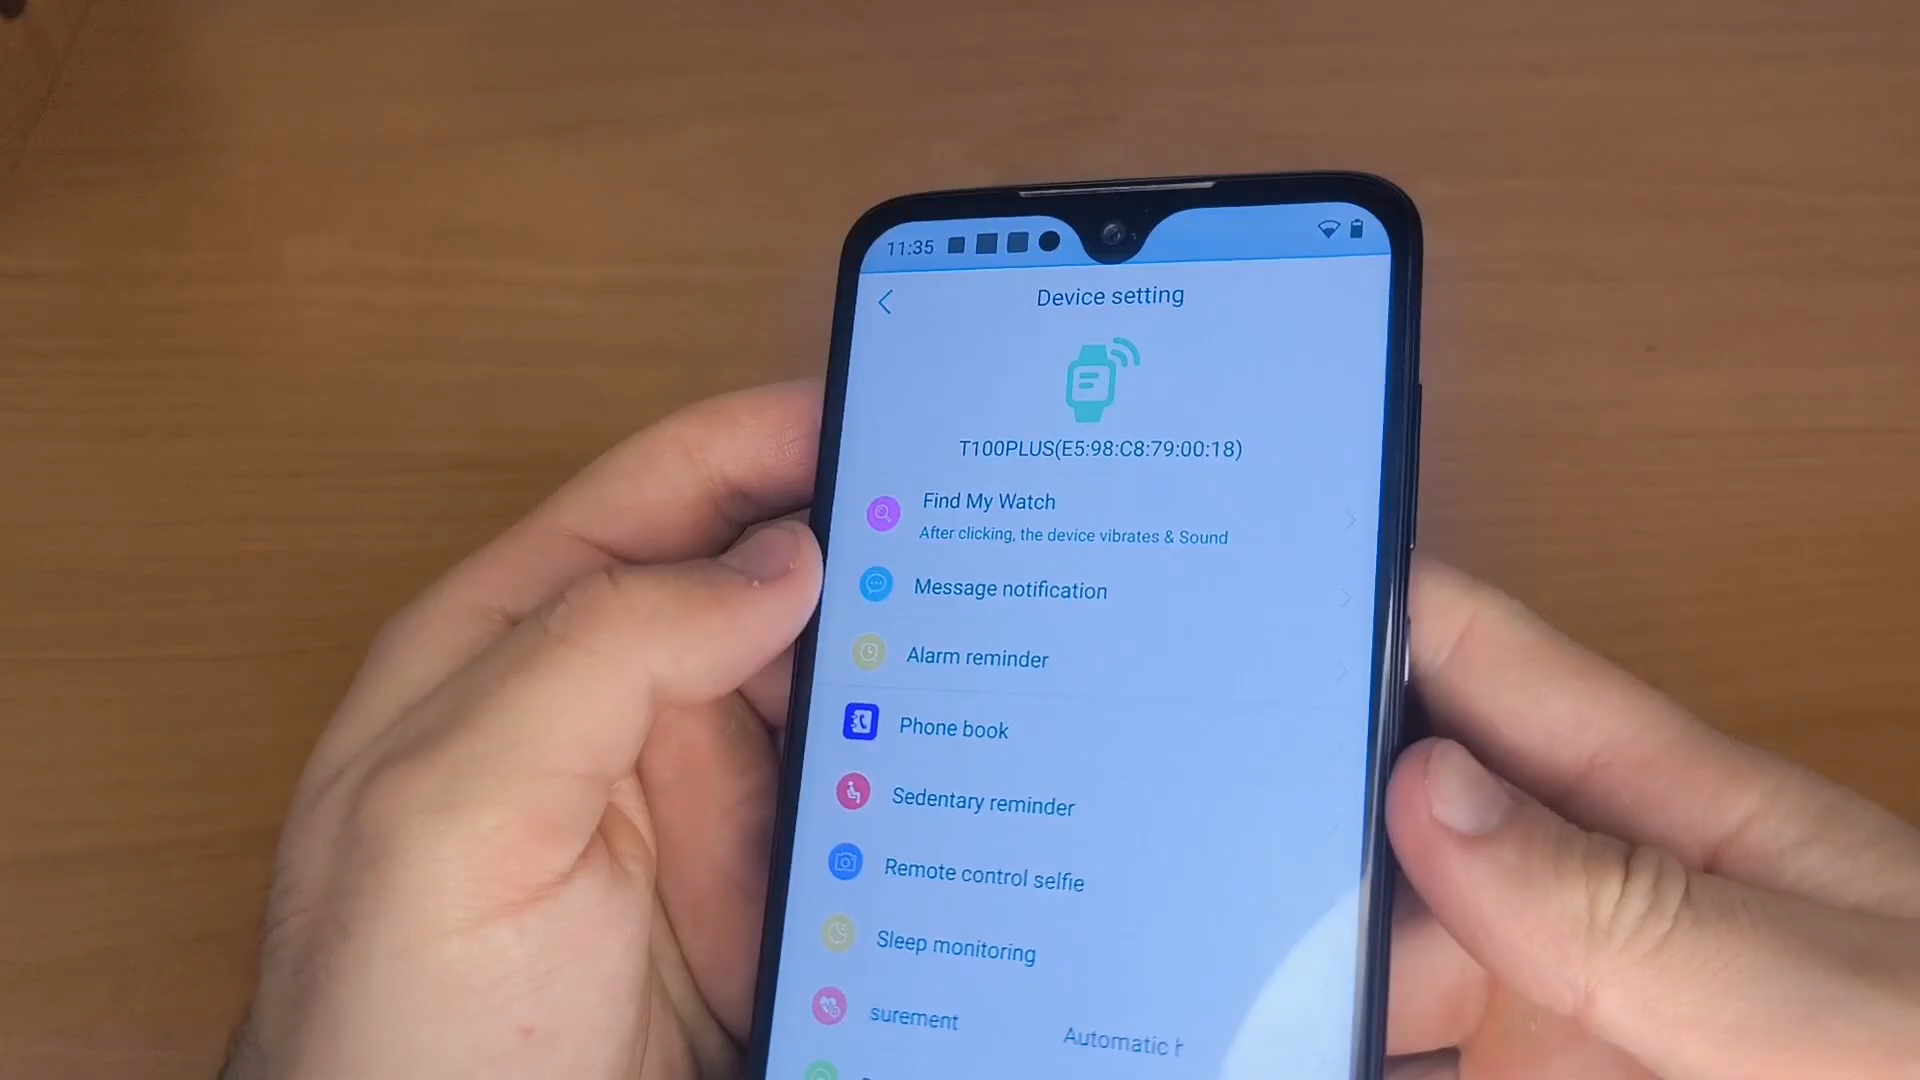 11:35
Device setting
T100PLUS(E5:98:C8:79:00:18)
Find My Watch
After clicking, the device vibrates & Sound
Message notification
Alarm reminder
Phone book
Sedentary reminder
Remote control selfie
Sleep monitoring
surement Automatic h